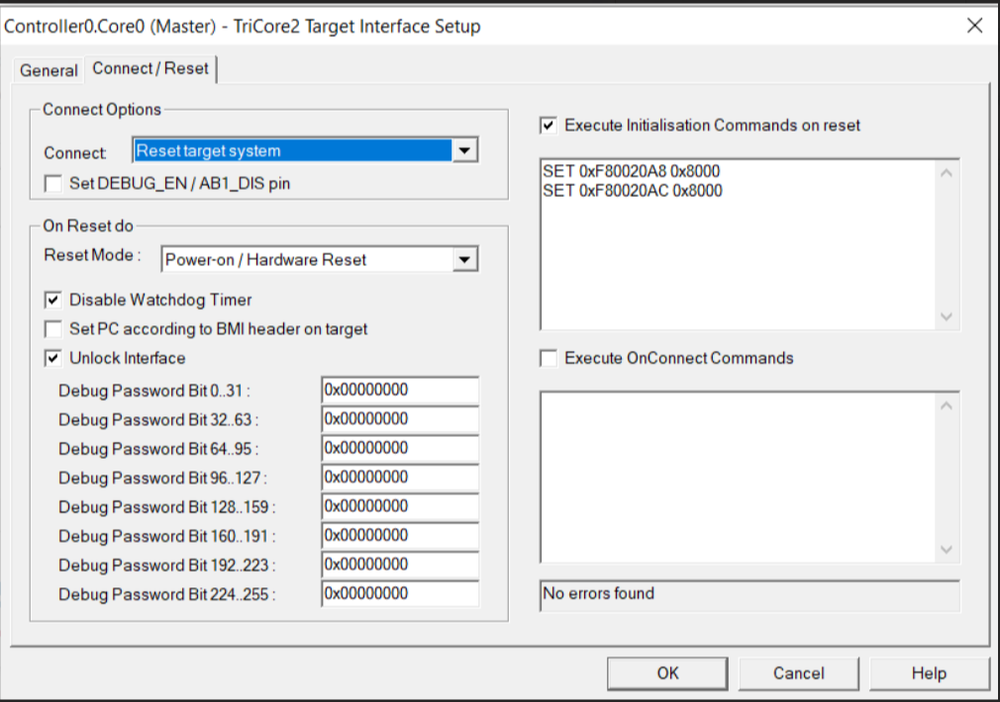 Controller0.Core0 (Master) - TriCore2 Target Interface Setup
General Connect / Reset
Connect Options
Connect: Reset target system
Set DEBUG_EN / AB1_DIS pin
On Reset do
Reset Mode : Power-on / Hardware Reset
Disable Watchdog Timer
Set PC according to BMI header on target
Unlock Interface
Debug Password Bit 0..31 : 0x00000000
Debug Password Bit 32..63 : 0x00000000
Debug Password Bit 64..95 : 0x00000000
Debug Password Bit 96..127 : 0x00000000
Debug Password Bit 128..159 : 0x00000000
Debug Password Bit 160..191 : 0x00000000
Debug Password Bit 192..223 : 0x00000000
Debug Password Bit 224..255 : 0x00000000
Execute Initialisation Commands on reset
SET 0xF80020A8 0x8000
SET 0xF80020AC 0x8000
Execute OnConnect Commands
No errors found
OK Cancel Help